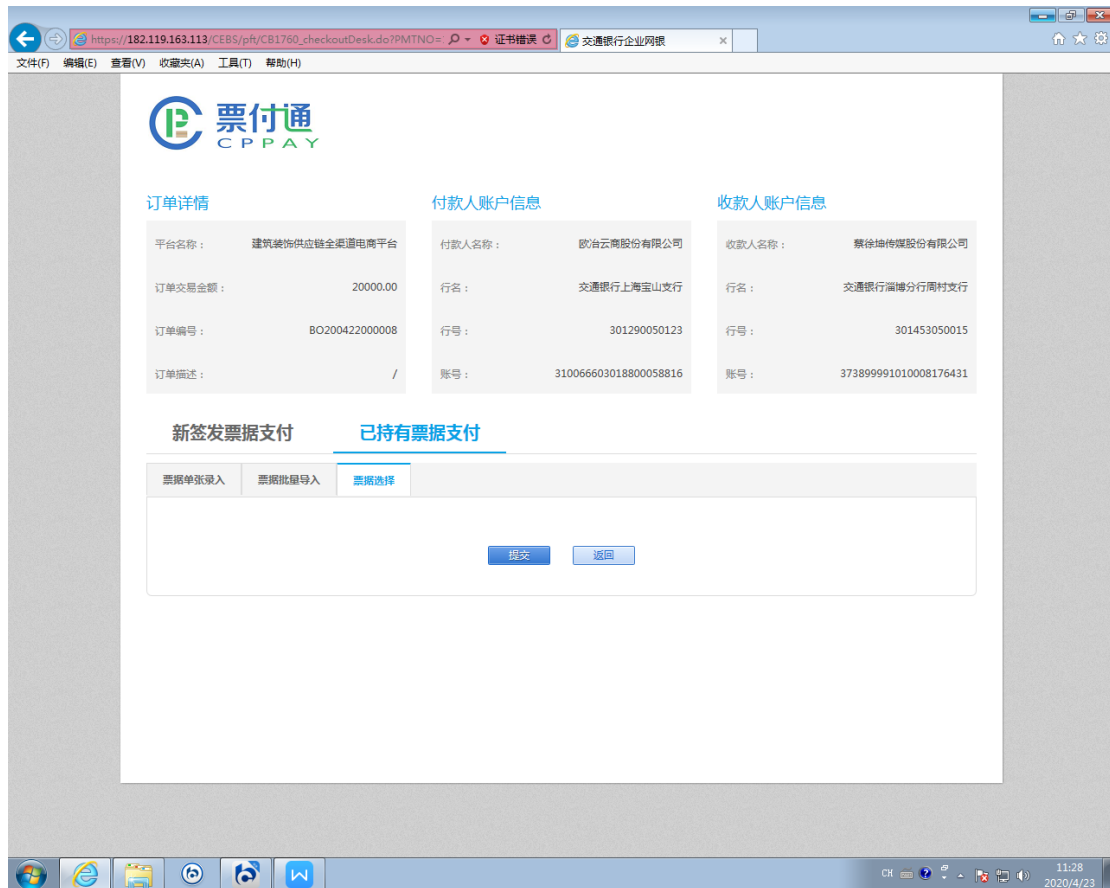 https://182.119.163.113/CEBS/pft/CB1760_checkoutDesk.do?PMTNO= 证书错误 交通银行企业网银
文件(F) 编辑(E) 查看(V) 收藏夹(A) 工具(T) 帮助(H)
票付通
CPPAY
订单详情 付款人账户信息 收款人账户信息
平台名称： 建筑装饰供应链全渠道电商平台 付款人名称： 欧冶云商股份有限公司 收款人名称： 蔡徐坤传媒股份有限公司
订单交易金额： 20000.00 行名： 交通银行上海宝山支行 行名： 交通银行淄博分行周村支行
订单编号： BO200422000008 行号： 301290050123 行号： 301453050015
订单描述： / 账号： 310066603018800058816 账号： 373899991010008176431
新签发票据支付 已持有票据支付
票据单张录入 票据批量导入 票据选择
提交 返回
CH 11:28
2020/4/23